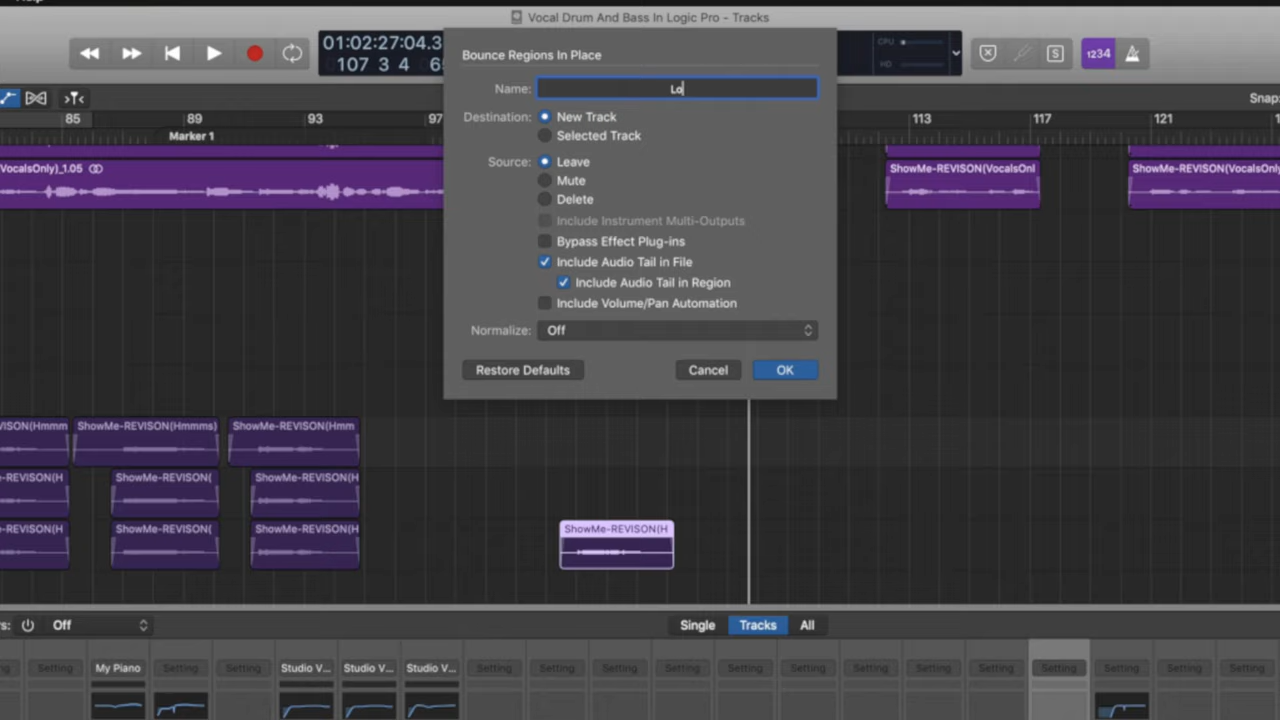 Vocal Drum And Bass In Logic Pro - Tracks
01:02:27:04.3
107 3 4
CPU
HD
S
1234
Bounce Regions In Place
Name: Lo
Destination: New Track
Selected Track
Source: Leave
Mute
Delete
Include Instrument Multi-Outputs
Bypass Effect Plug-ins
Include Audio Tail in File
Include Audio Tail in Region
Include Volume/Pan Automation
Normalize: Off
Restore Defaults Cancel OK
Snap:
85 89 93 97 113 117 121
Marker 1
VocalsOnly)_1.05
ShowMe-REVISON(VocalsOnl
ShowMe-REVISON(VocalsOnly
VISON(Hmmm ShowMe-REVISON(Hmmms) ShowMe-REVISON(Hmm
e-REVISON(H ShowMe-REVISON( ShowMe-REVISON(H
e-REVISON(H ShowMe-REVISON( ShowMe-REVISON(H ShowMe-REVISON(H
s: Off Single Tracks All
Setting My Piano Setting Setting Studio V... Studio V... Studio V... Setting Setting Setting Setting Setting Setting Setting Setting Setting Setting Setting Setting Setting